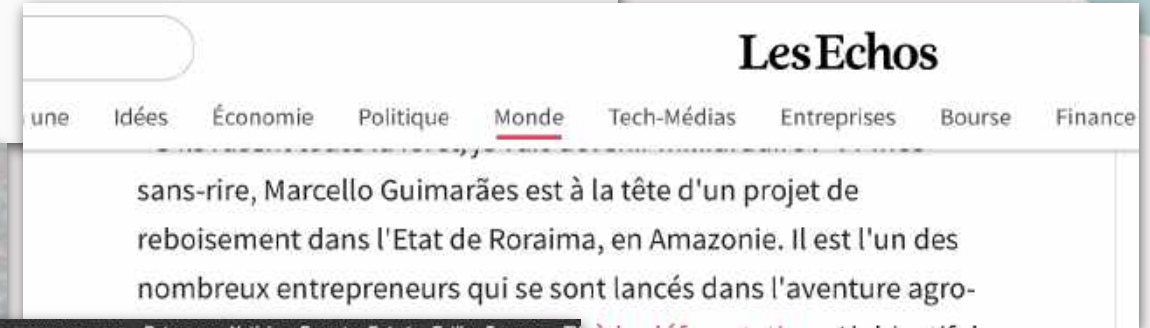 Les Echos
une Idées Économie Politique Monde Tech-Médias Entreprises Bourse Finance
sans-rire, Marcello Guimarães est à la tête d'un projet de
reboisement dans l'Etat de Roraima, en Amazonie. Il est l'un des
nombreux entrepreneurs qui se sont lancés dans l'aventure agro-